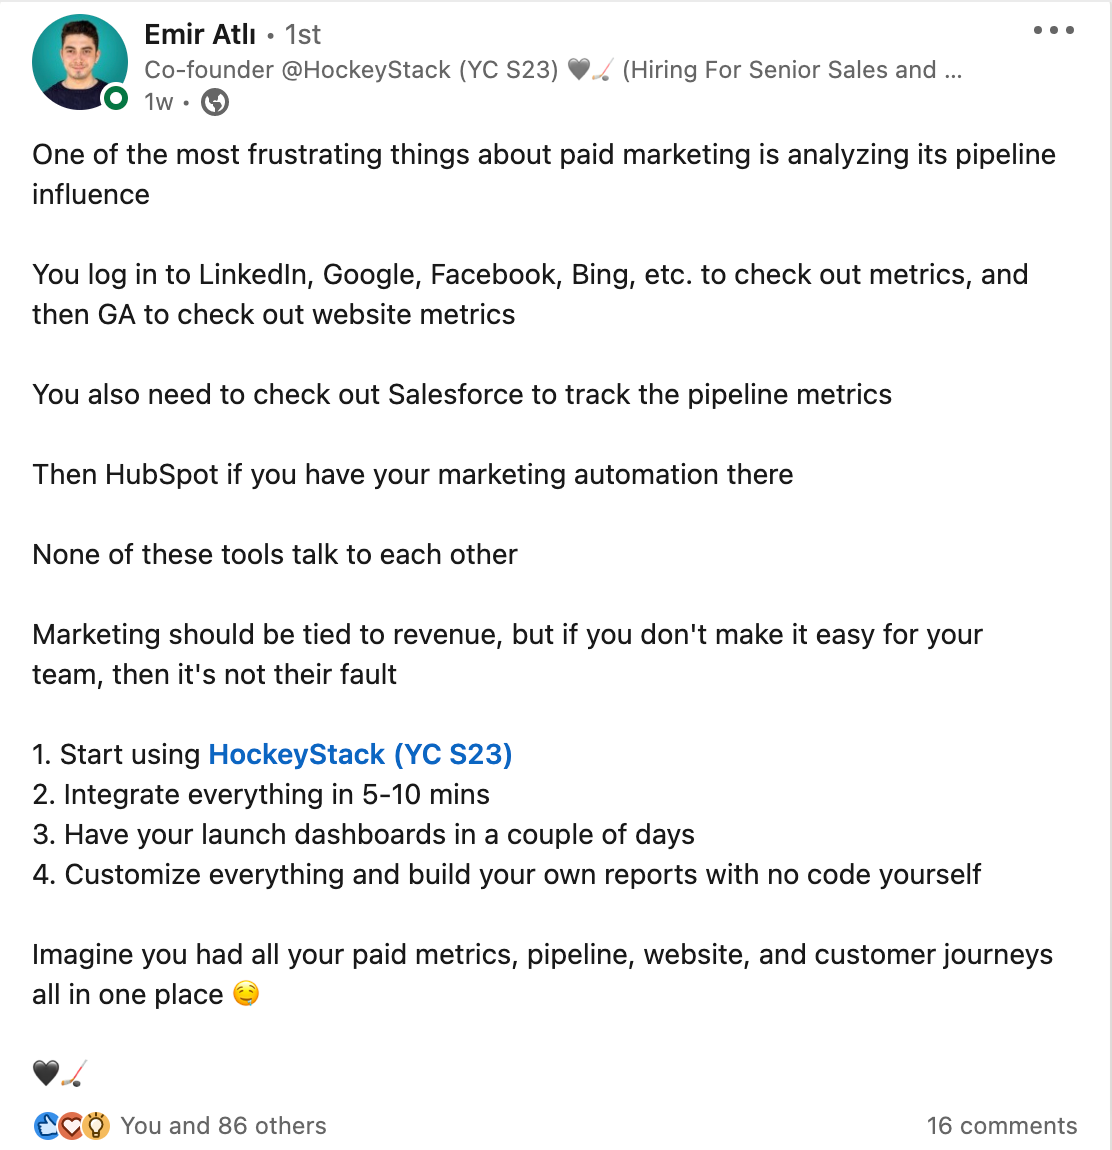 Emir Atlı • 1st
Co-founder @HockeyStack (YC S23) 🖤🏒 (Hiring For Senior Sales and ...
1w •
One of the most frustrating things about paid marketing is analyzing its pipeline
influence
You log in to LinkedIn, Google, Facebook, Bing, etc. to check out metrics, and
then GA to check out website metrics
You also need to check out Salesforce to track the pipeline metrics
Then HubSpot if you have your marketing automation there
None of these tools talk to each other
Marketing should be tied to revenue, but if you don't make it easy for your
team, then it's not their fault
1. Start using HockeyStack (YC S23)
2. Integrate everything in 5-10 mins
3. Have your launch dashboards in a couple of days
4. Customize everything and build your own reports with no code yourself
Imagine you had all your paid metrics, pipeline, website, and customer journeys
all in one place 🤤
🖤🏒
You and 86 others
16 comments